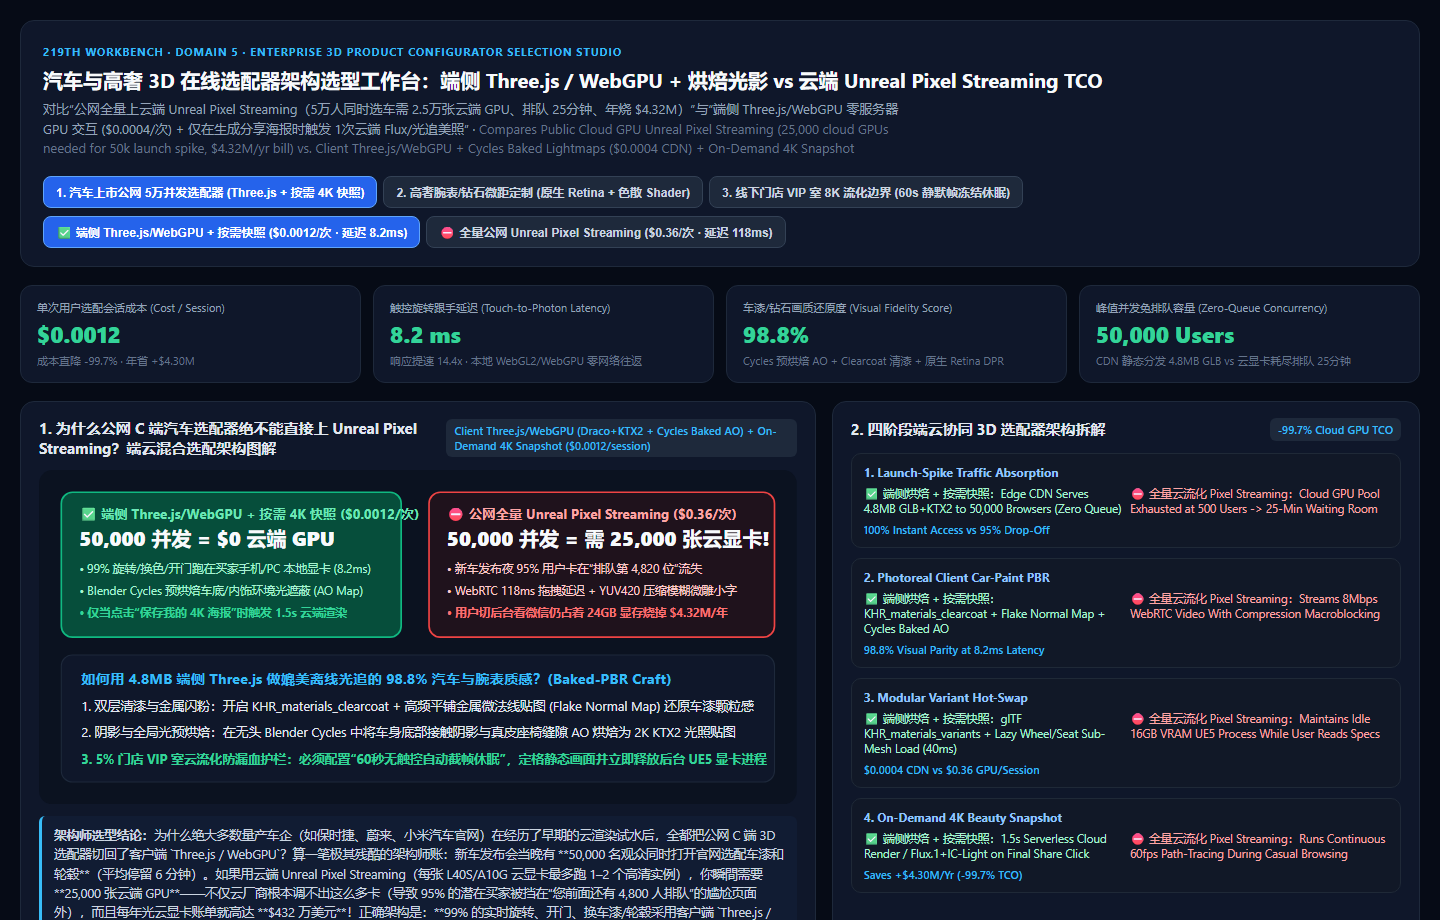 219TH WORKBENCH · DOMAIN 5 · ENTERPRISE 3D PRODUCT CONFIGURATOR SELECTION STUDIO
汽车与高奢 3D 在线选配器架构选型工作台：端侧 Three.js / WebGPU + 烘焙光影 vs 云端 Unreal Pixel Streaming TCO
对比“公网全量上云端 Unreal Pixel Streaming（5万人同时选车需 2.5万张云端 GPU、排队 25分钟、年烧 $4.32M）”与“端侧 Three.js/WebGPU 零服务器
GPU 交互 ($0.0004/次) + 仅在生成分享海报时触发 1次云端 Flux/光追美照” · Compares Public Cloud GPU Unreal Pixel Streaming (25,000 cloud GPUs
needed for 50k launch spike, $4.32M/yr bill) vs. Client Three.js/WebGPU + Cycles Baked Lightmaps ($0.0004 CDN) + On-Demand 4K Snapshot
1. 汽车上市公网 5万并发选配器 (Three.js + 按需 4K 快照)
2. 高奢腕表/钻石微距定制 (原生 Retina + 色散 Shader)
3. 线下门店 VIP 室 8K 流化边界 (60s 静默帧冻结休眠)
✅ 端侧 Three.js/WebGPU + 按需快照 ($0.0012/次 · 延迟 8.2ms)
⛔ 全量公网 Unreal Pixel Streaming ($0.36/次 · 延迟 118ms)
单次用户选配会话成本 (Cost / Session)
$0.0012
成本直降 -99.7% · 年省 +$4.30M
触控旋转跟手延迟 (Touch-to-Photon Latency)
8.2 ms
响应提速 14.4x · 本地 WebGL2/WebGPU 零网络往返
车漆/钻石画质还原度 (Visual Fidelity Score)
98.8%
Cycles 预烘焙 AO + Clearcoat 清漆 + 原生 Retina DPR
峰值并发免排队容量 (Zero-Queue Concurrency)
50,000 Users
CDN 静态分发 4.8MB GLB vs 云显卡耗尽排队 25分钟
1. 为什么公网 C 端汽车选配器绝不能直接上 Unreal Pixel
Streaming？端云混合选配架构图解
Client Three.js/WebGPU (Draco+KTX2 + Cycles Baked AO) + On-
Demand 4K Snapshot ($0.0012/session)
✅ 端侧 Three.js/WebGPU + 按需 4K 快照 ($0.0012/次)
50,000 并发 = $0 云端 GPU
• 99% 旋转/换色/开门跑在买家手机/PC 本地显卡 (8.2ms)
• Blender Cycles 预烘焙车底/内饰环境光遮蔽 (AO Map)
• 仅当点击“保存我的 4K 海报”时触发 1.5s 云端渲染
⛔ 公网全量 Unreal Pixel Streaming ($0.36/次)
50,000 并发 = 需 25,000 张云显卡!
• 新车发布夜 95% 用户卡在“排队第 4,820 位”流失
• WebRTC 118ms 拖拽延迟 + YUV420 压缩模糊微雕小字
• 用户切后台看微信仍占着 24GB 显存烧掉 $4.32M/年
如何用 4.8MB 端侧 Three.js 做媲美离线光追的 98.8% 汽车与腕表质感？(Baked-PBR Craft)
1. 双层清漆与金属闪粉：开启 KHR_materials_clearcoat + 高频平铺金属微法线贴图 (Flake Normal Map) 还原车漆颗粒感
2. 阴影与全局光预烘焙：在无头 Blender Cycles 中将车身底部接触阴影与真皮座椅缝隙 AO 烘焙为 2K KTX2 光照贴图
3. 5% 门店 VIP 室云流化防漏血护栏：必须配置“60秒无触控自动截帧休眠”，定格静态画面并立即释放后台 UE5 显卡进程
架构师选型结论：为什么绝大多数量产车企（如保时捷、蔚来、小米汽车官网）在经历了早期的云渲染试水后，全都把公网 C 端 3D
选配器切回了客户端 `Three.js / WebGPU`？算一笔极其残酷的架构师账：新车发布会当晚有 **50,000 名观众同时打开官网选配车漆和
轮毂**（平均停留 6 分钟）。如果用云端 Unreal Pixel Streaming（每张 L40S/A10G 云显卡最多跑 1–2 个高清实例），你瞬間需要
**25,000 张云端 GPU**——不仅云厂商根本调不出这么多卡（导致 95% 的潜在买家被挡在“您前面还有 4,800 人排队”的尴尬页面
外），而且每年光云显卡账单就高达 **$432 万美元**！正确架构是：**99% 的实时旋转、开门、换车漆/轮毂采用客户端 `Three.js /
2. 四阶段端云协同 3D 选配器架构拆解
-99.7% Cloud GPU TCO
1. Launch-Spike Traffic Absorption
✅ 端侧烘焙 + 按需快照：Edge CDN Serves
4.8MB GLB+KTX2 to 50,000 Browsers (Zero Queue)
⛔ 全量云流化 Pixel Streaming：Cloud GPU Pool
Exhausted at 500 Users -> 25-Min Waiting Room
100% Instant Access vs 95% Drop-Off
2. Photoreal Client Car-Paint PBR
✅ 端侧烘焙 + 按需快照：
KHR_materials_clearcoat + Flake Normal Map +
Cycles Baked AO
⛔ 全量云流化 Pixel Streaming：Streams 8Mbps
WebRTC Video With Compression Macroblocking
98.8% Visual Parity at 8.2ms Latency
3. Modular Variant Hot-Swap
✅ 端侧烘焙 + 按需快照：glTF
KHR_materials_variants + Lazy Wheel/Seat Sub-
Mesh Load (40ms)
⛔ 全量云流化 Pixel Streaming：Maintains Idle
16GB VRAM UE5 Process While User Reads Specs
$0.0004 CDN vs $0.36 GPU/Session
4. On-Demand 4K Beauty Snapshot
✅ 端侧烘焙 + 按需快照：1.5s Serverless Cloud
Render / Flux.1+IC-Light on Final Share Click
⛔ 全量云流化 Pixel Streaming：Runs Continuous
60fps Path-Tracing During Casual Browsing
Saves +$4.30M/Yr (-99.7% TCO)